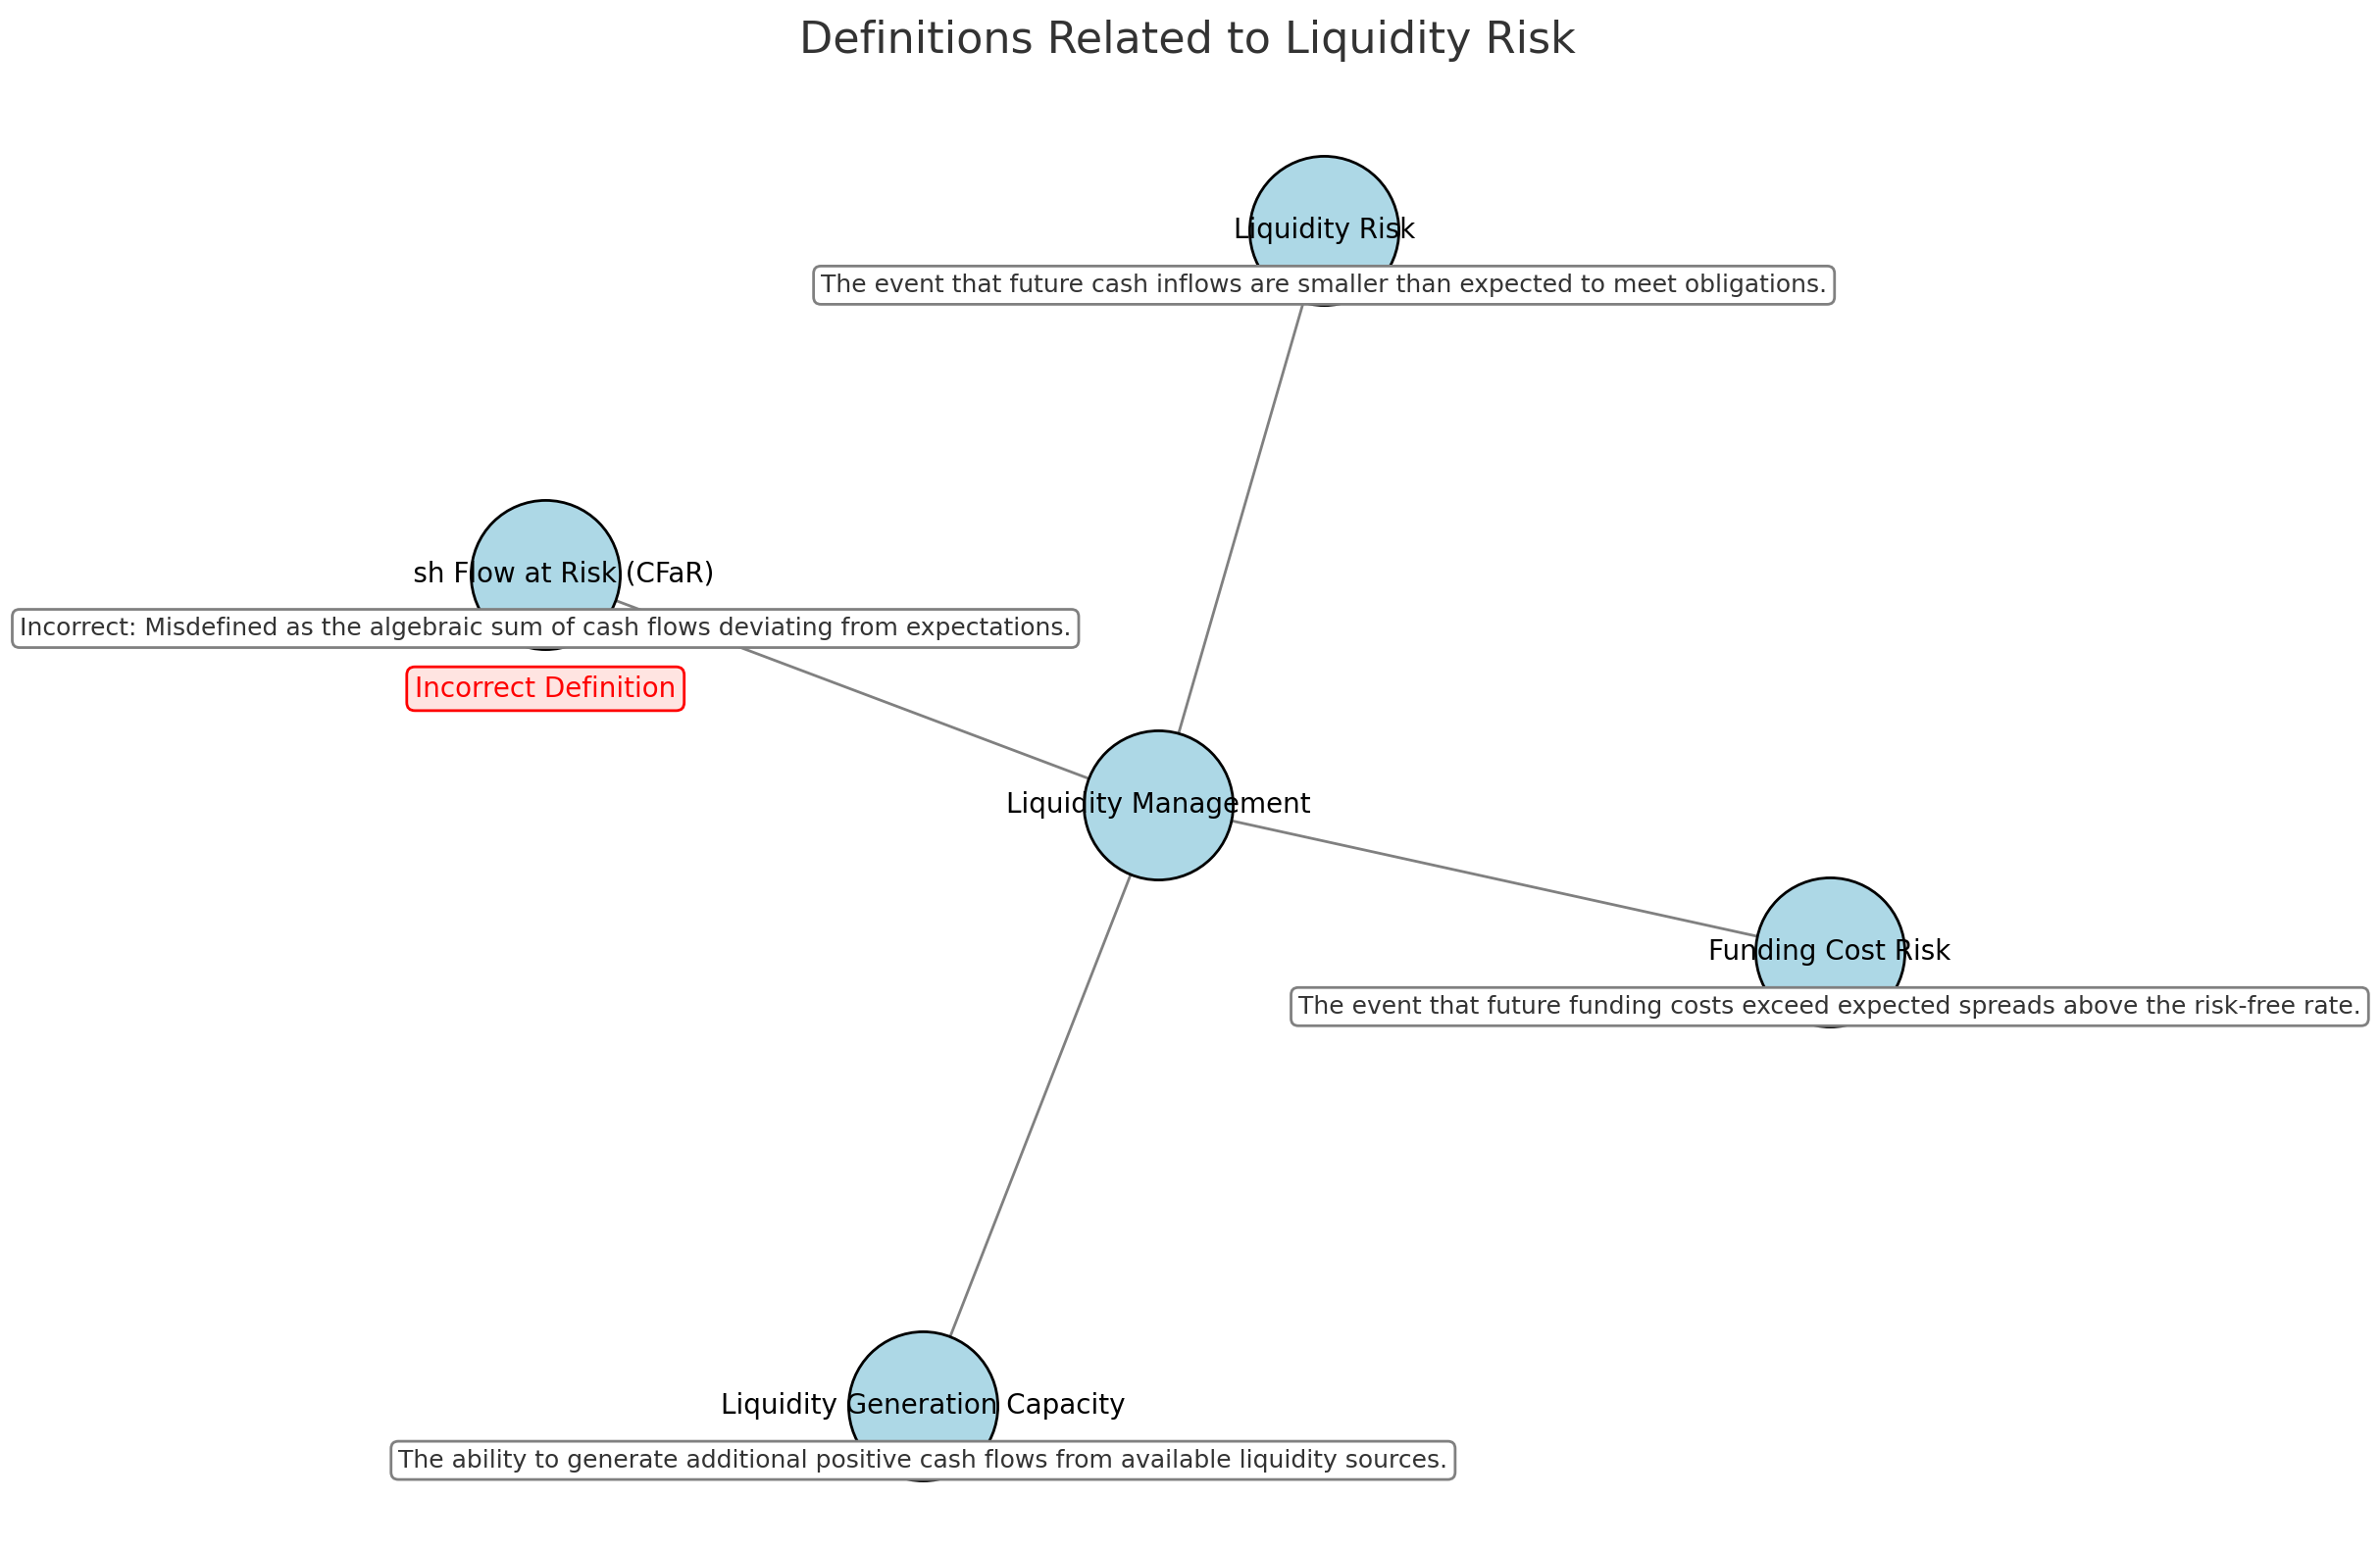 Definitions Related to Liquidity Risk
Liquidity Risk
The event that future cash inflows are smaller than expected to meet obligations.
sh Flow at Risk (CFaR)
Incorrect: Misdefined as the algebraic sum of cash flows deviating from expectations.
Incorrect Definition
Liquidity Management
Funding Cost Risk
The event that future funding costs exceed expected spreads above the risk-free rate.
Liquidity Generation Capacity
The ability to generate additional positive cash flows from available liquidity sources.